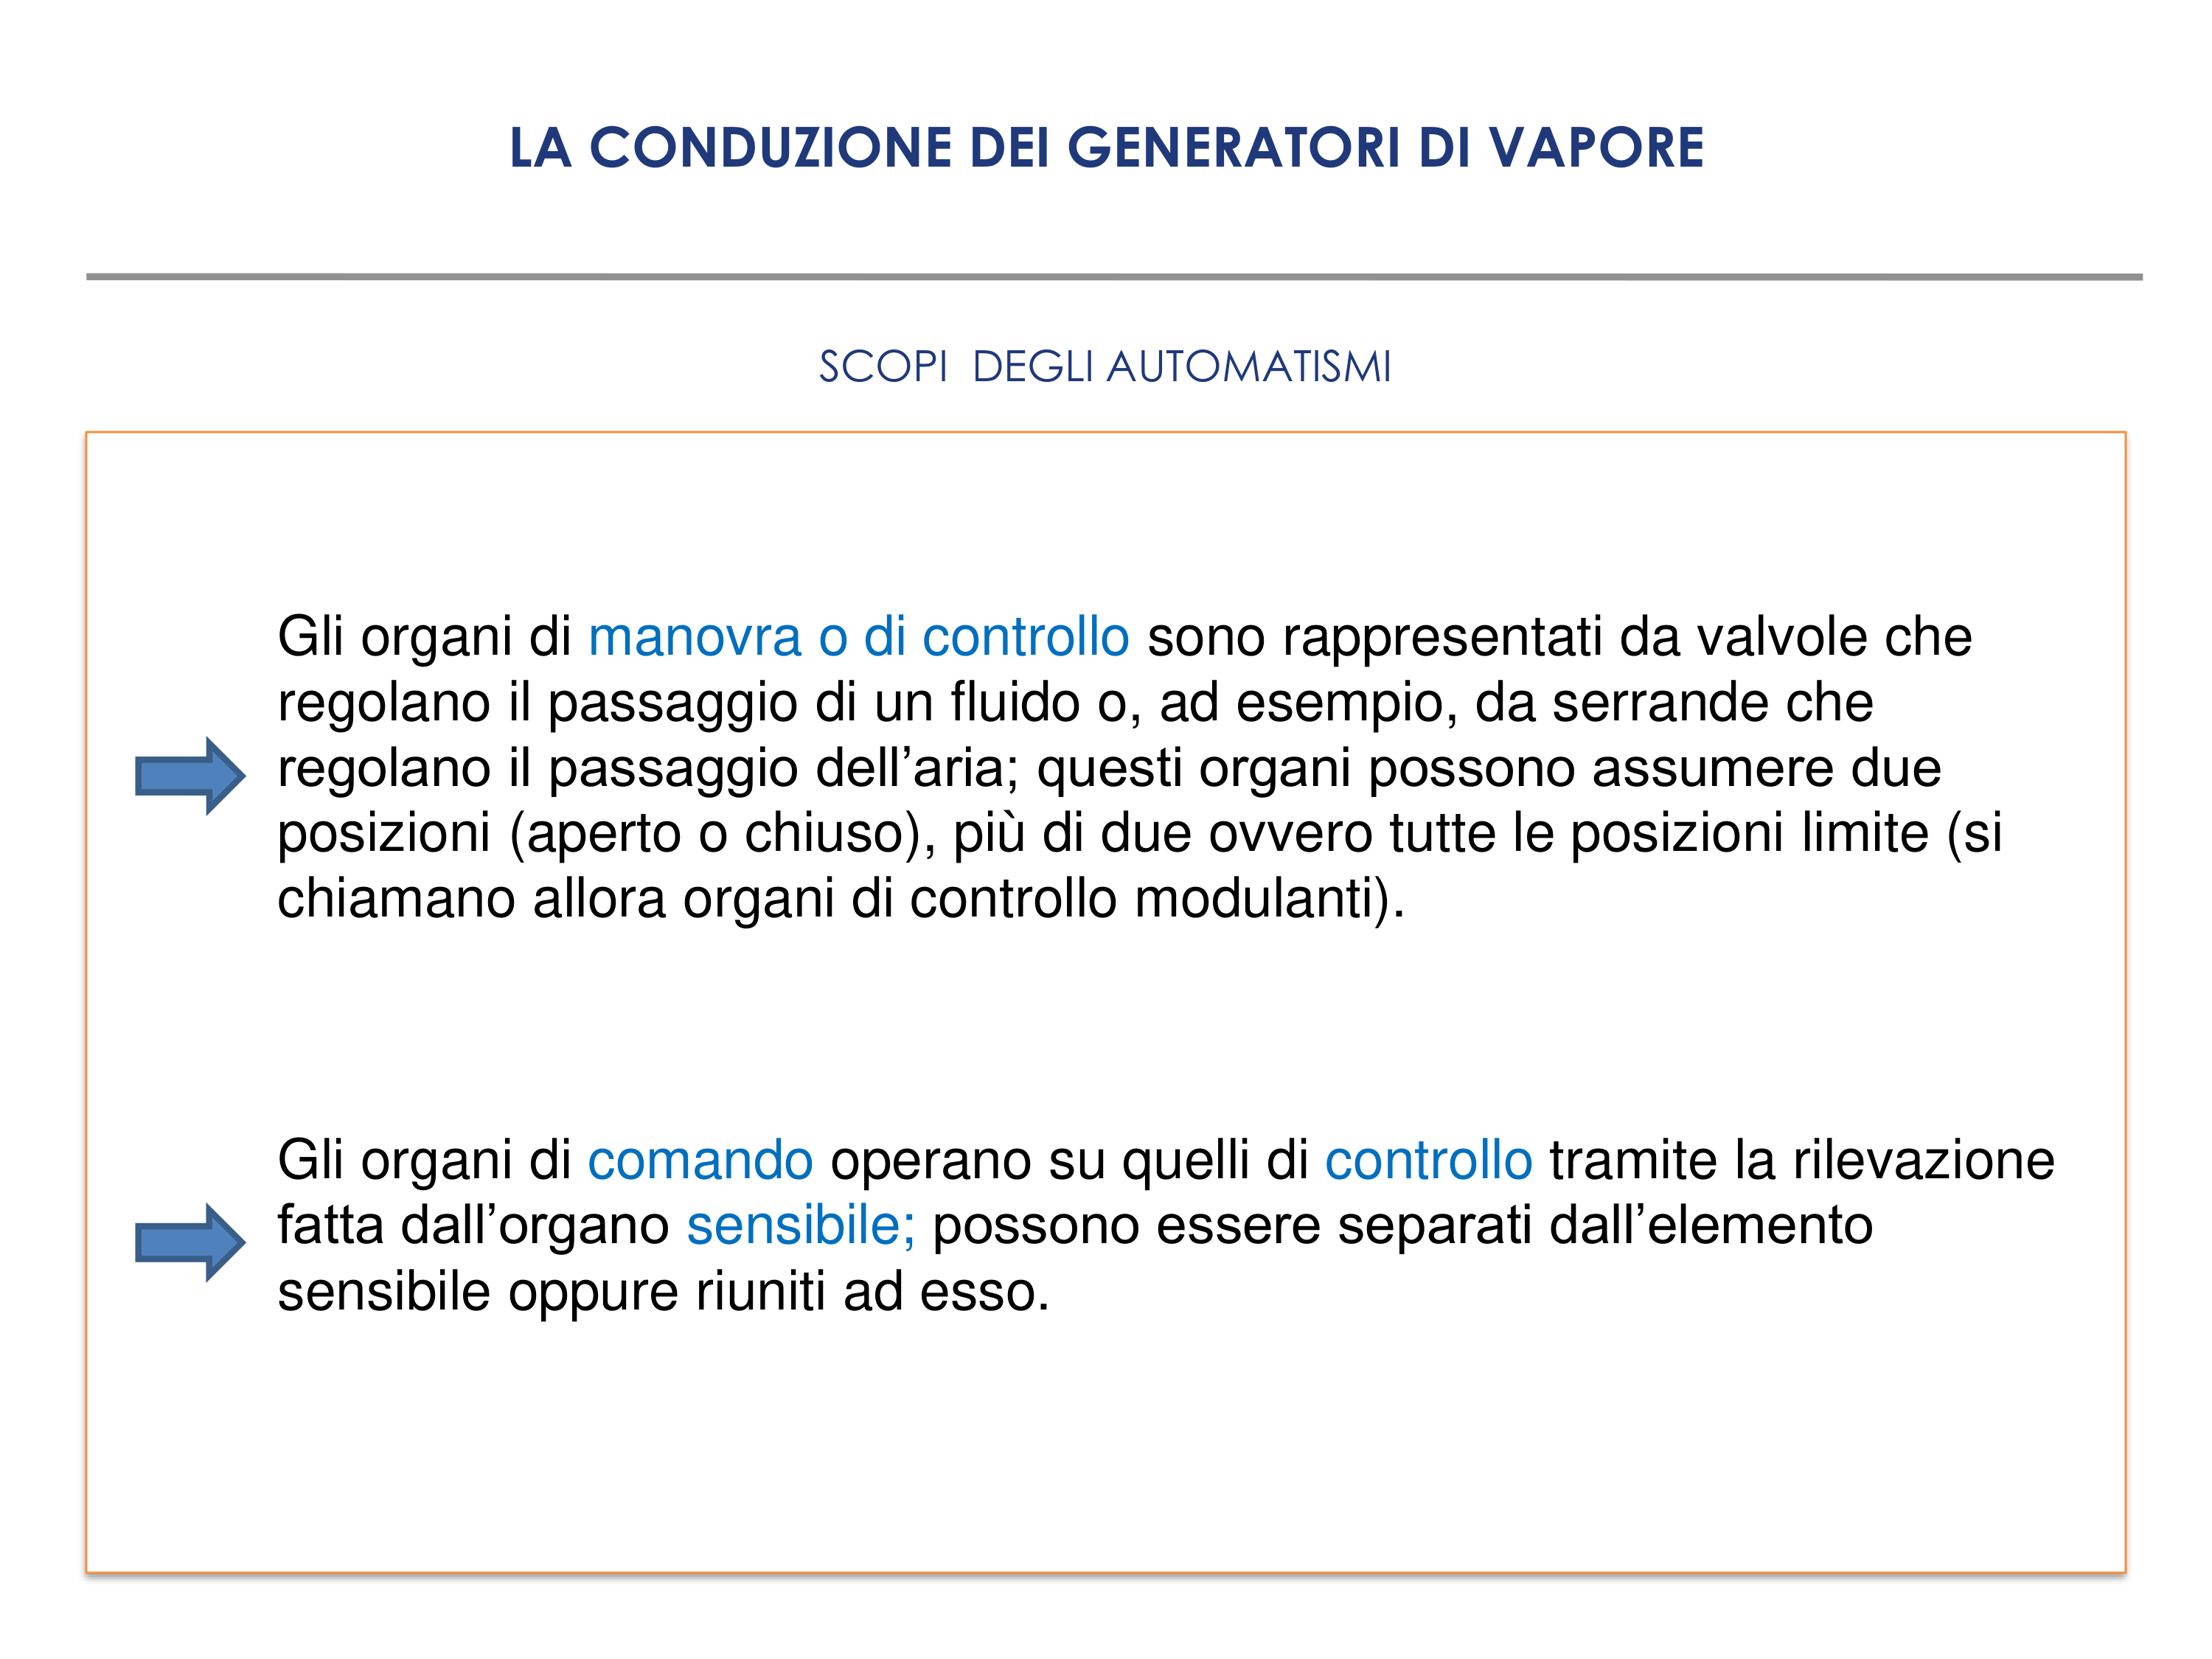 LA CONDUZIONE DEI GENERATORI DI VAPORE
SCOPI DEGLI AUTOMATISMI
Gli organi di manovra o di controllo sono rappresentati da valvole che
regolano il passaggio di un fluido o, ad esempio, da serrande che
regolano il passaggio dell’aria; questi organi possono assumere due
posizioni (aperto o chiuso), più di due ovvero tutte le posizioni limite (si
chiamano allora organi di controllo modulanti).
Gli organi di comando operano su quelli di controllo tramite la rilevazione
fatta dall’organo sensibile; possono essere separati dall’elemento
sensibile oppure riuniti ad esso.